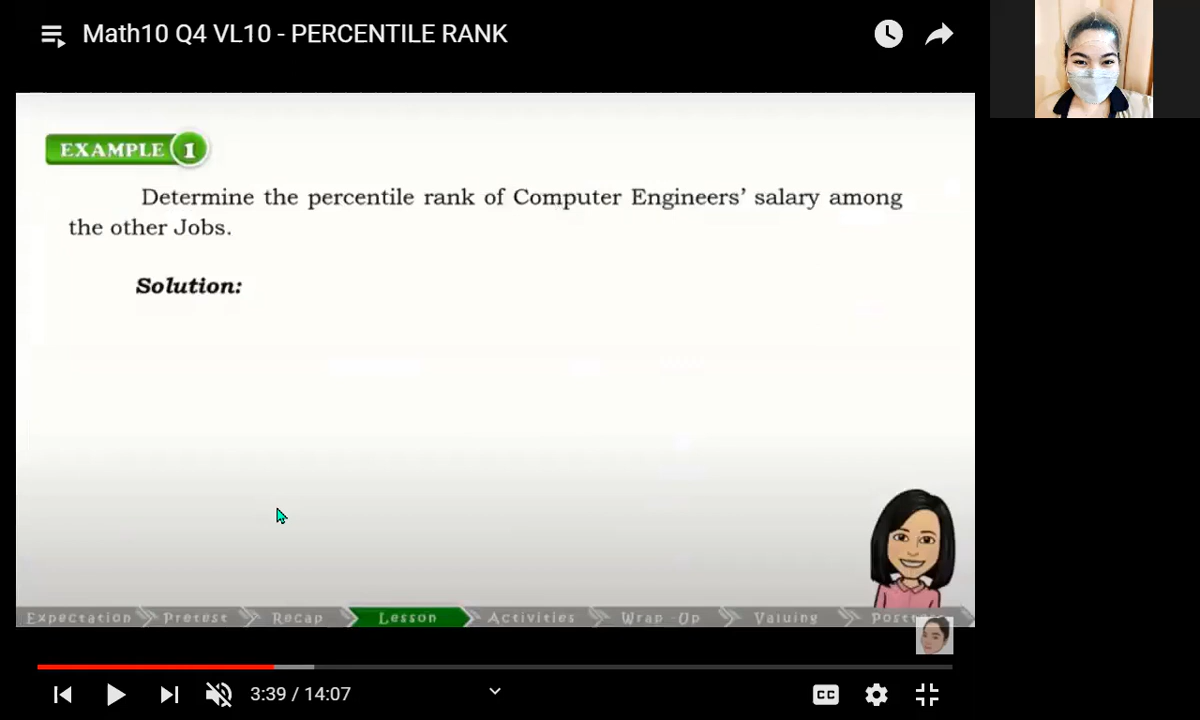 Math10 Q4 VL10 - PERCENTILE RANK
EXAMPLE 1
Determine the percentile rank of Computer Engineers' salary among
the other Jobs.
Solution:
Expectation Pretest Recap Lesson Activities Wrap-Up Valuing
3:39 / 14:07
CC